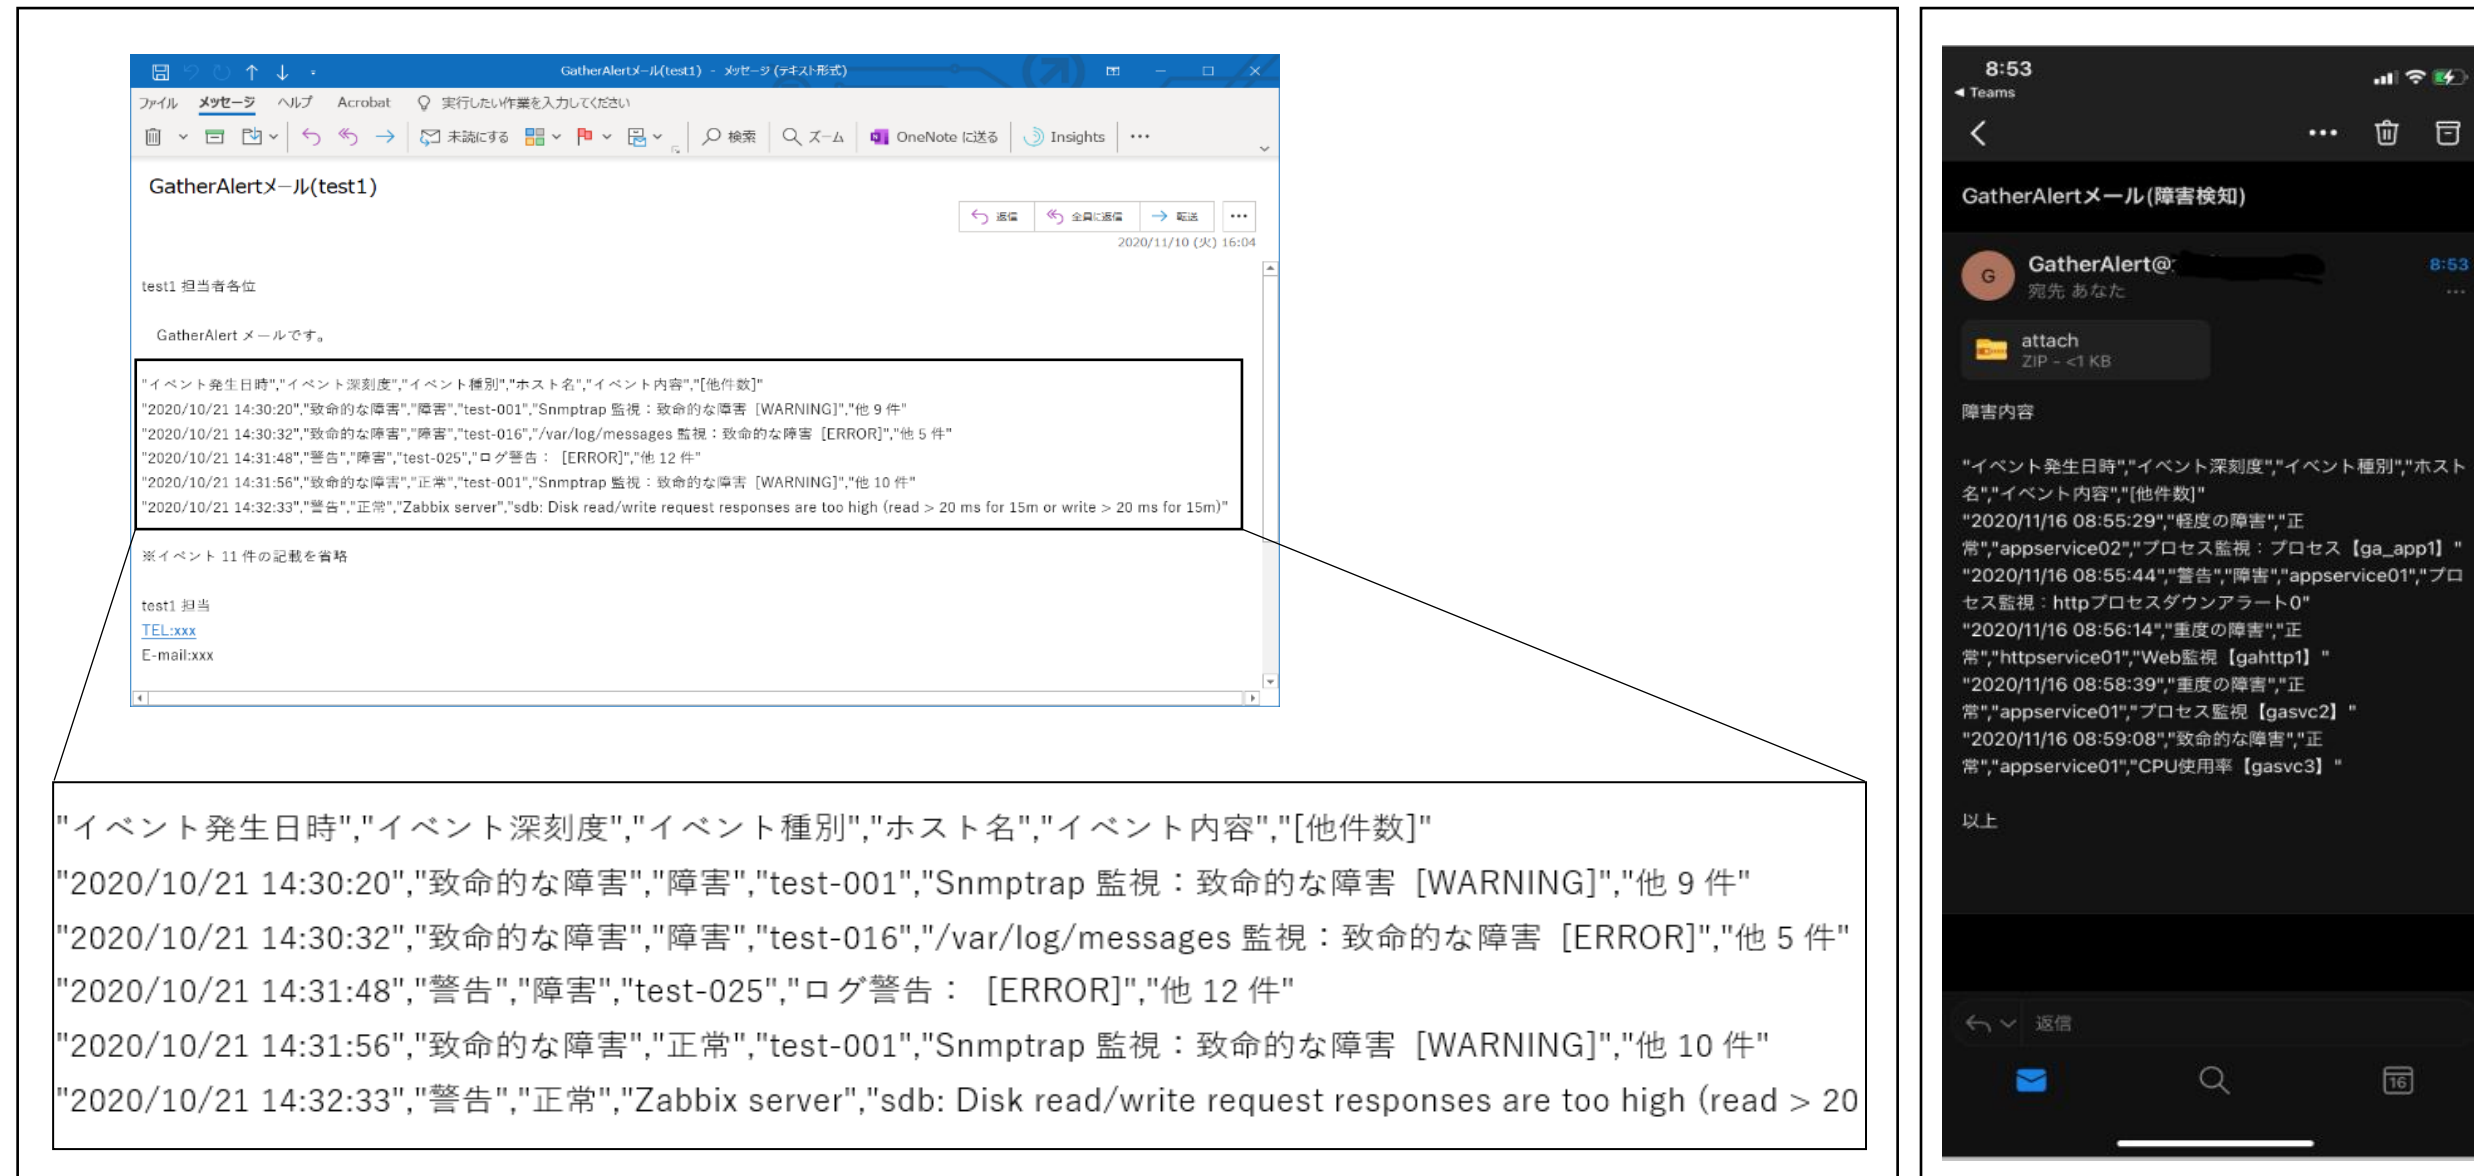 GatherAlertメール(test1) - メッセージ (テキスト形式)
ファイル メッセージ ヘルプ Acrobat 実行したい作業を入力してください
未読にする 検索 ズーム OneNote に送る Insights ...
GatherAlertメール(test1)
返信 全員に返信 転送 ...
2020/11/10 (火) 16:04
test1 担当者各位
GatherAlert メールです。
"イベント発生日時","イベント深刻度","イベント種別","ホスト名","イベント内容","[他件数]"
"2020/10/21 14:30:20","致命的な障害","障害","test-001","Snmptrap 監視：致命的な障害 [WARNING]","他 9 件"
"2020/10/21 14:30:32","致命的な障害","障害","test-016","/var/log/messages 監視：致命的な障害 [ERROR]","他 5 件"
"2020/10/21 14:31:48","警告","障害","test-025","ログ警告： [ERROR]","他 12 件"
"2020/10/21 14:31:56","致命的な障害","正常","test-001","Snmptrap 監視：致命的な障害 [WARNING]","他 10 件"
"2020/10/21 14:32:33","警告","正常","Zabbix server","sdb: Disk read/write request responses are too high (read > 20 ms for 15m or write > 20 ms for 15m)"
※イベント 11 件の記載を省略
test1 担当
TEL:xxx
E-mail:xxx
"イベント発生日時","イベント深刻度","イベント種別","ホスト名","イベント内容","[他件数]"
"2020/10/21 14:30:20","致命的な障害","障害","test-001","Snmptrap 監視：致命的な障害 [WARNING]","他 9 件"
"2020/10/21 14:30:32","致命的な障害","障害","test-016","/var/log/messages 監視：致命的な障害 [ERROR]","他 5 件"
"2020/10/21 14:31:48","警告","障害","test-025","ログ警告： [ERROR]","他 12 件"
"2020/10/21 14:31:56","致命的な障害","正常","test-001","Snmptrap 監視：致命的な障害 [WARNING]","他 10 件"
"2020/10/21 14:32:33","警告","正常","Zabbix server","sdb: Disk read/write request responses are too high (read > 20
8:53
Teams
GatherAlertメール(障害検知)
G GatherAlert@ 8:53
宛先 あなた
attach
ZIP - <1 KB
障害内容
"イベント発生日時","イベント深刻度","イベント種別","ホスト
名","イベント内容","[他件数]"
"2020/11/16 08:55:29","軽度の障害","正
常","appservice02","プロセス監視：プロセス【ga_app1】"
"2020/11/16 08:55:44","警告","障害","appservice01","プロ
セス監視：httpプロセスダウンアラート0"
"2020/11/16 08:56:14","重度の障害","正
常","httpservice01","Web監視【gahttp1】"
"2020/11/16 08:58:39","重度の障害","正
常","appservice01","プロセス監視【gasvc2】"
"2020/11/16 08:59:08","致命的な障害","正
常","appservice01","CPU使用率【gasvc3】"
以上
返信
16